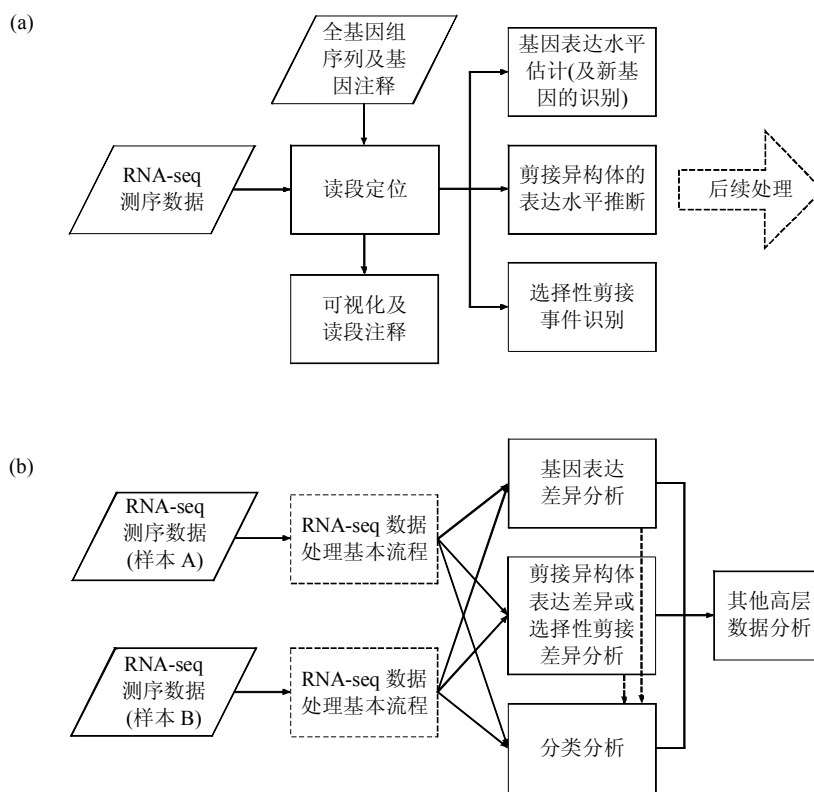 (a)
全基因组
序列及基
因注释
基因表达水平
估计(及新基
因的识别)
RNA-seq
测序数据
读段定位
剪接异构体的
表达水平推断
后续处理
可视化及
读段注释
选择性剪接
事件识别
(b)
RNA-seq
测序数据
(样本 A)
RNA-seq 数据
处理基本流程
基因表达
差异分析
剪接异构体
表达差异或
选择性剪接
差异分析
其他高层
数据分析
RNA-seq
测序数据
(样本 B)
RNA-seq 数据
处理基本流程
分类分析